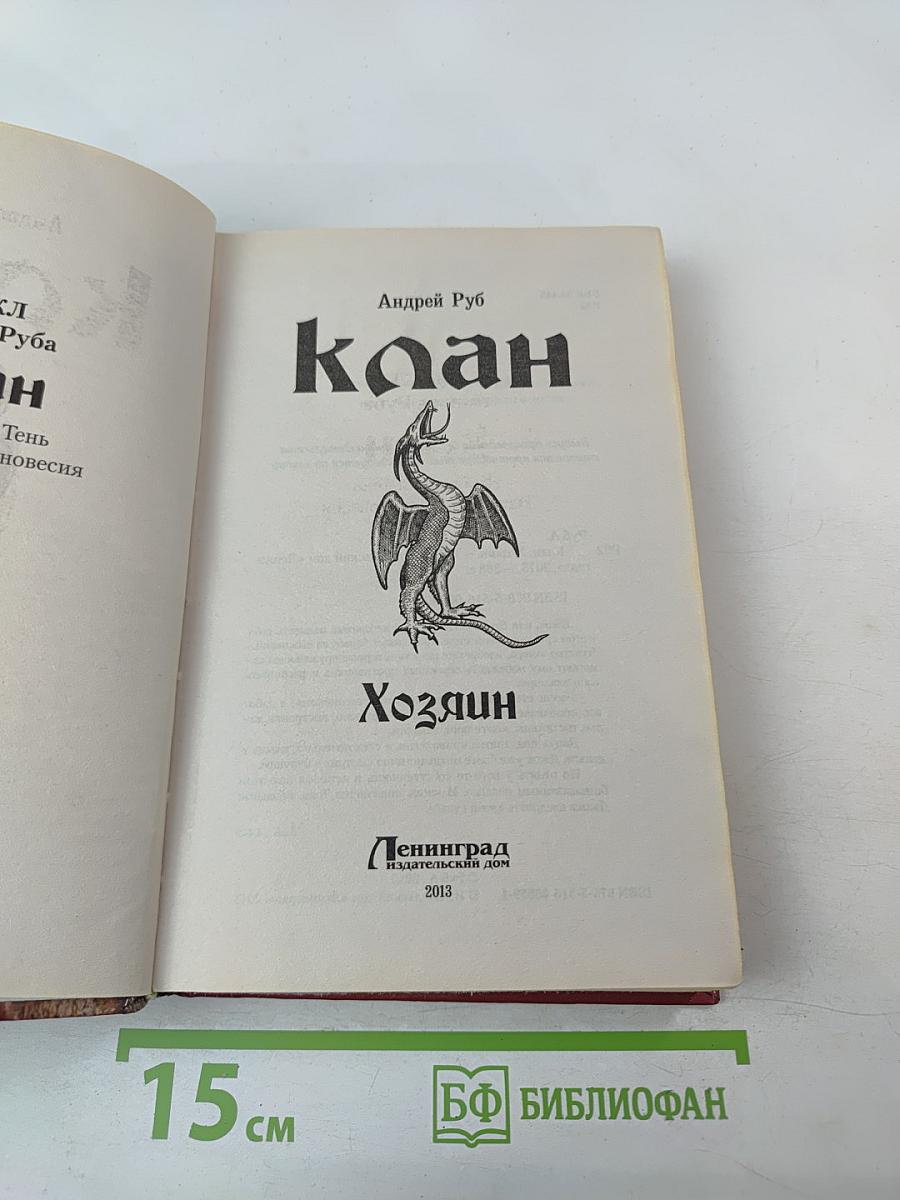 кл
Руба
ан
Тень
новесия
Андрей Руб
клан
Хозяин
Ленинград
издательский дом
2013
15 см
БФ БИБЛИОФАН